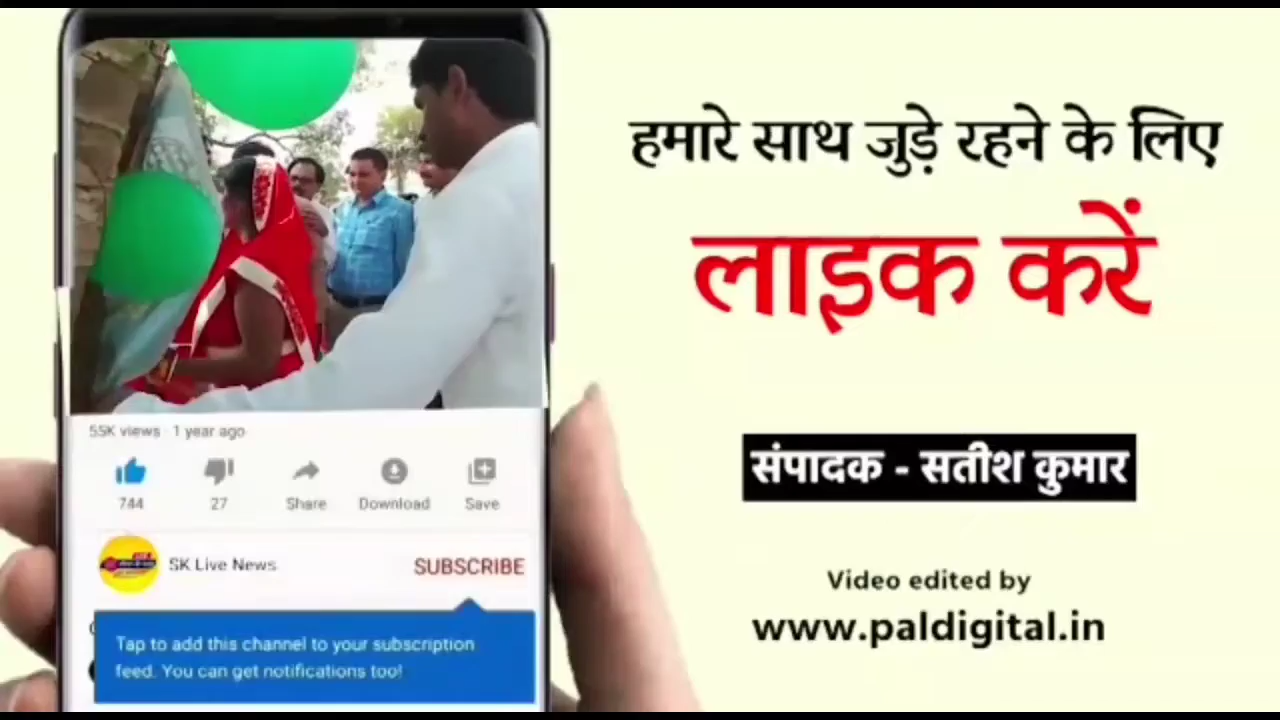 हमारे साथ जुड़े रहने के लिए
लाइक करें
संपादक - सतीश कुमार
Video edited by
www.paldigital.in
55K views · 1 year ago
744
27
Share
Download
Save
SK Live News
SUBSCRIBE
Tap to add this channel to your subscription
feed. You can get notifications too!